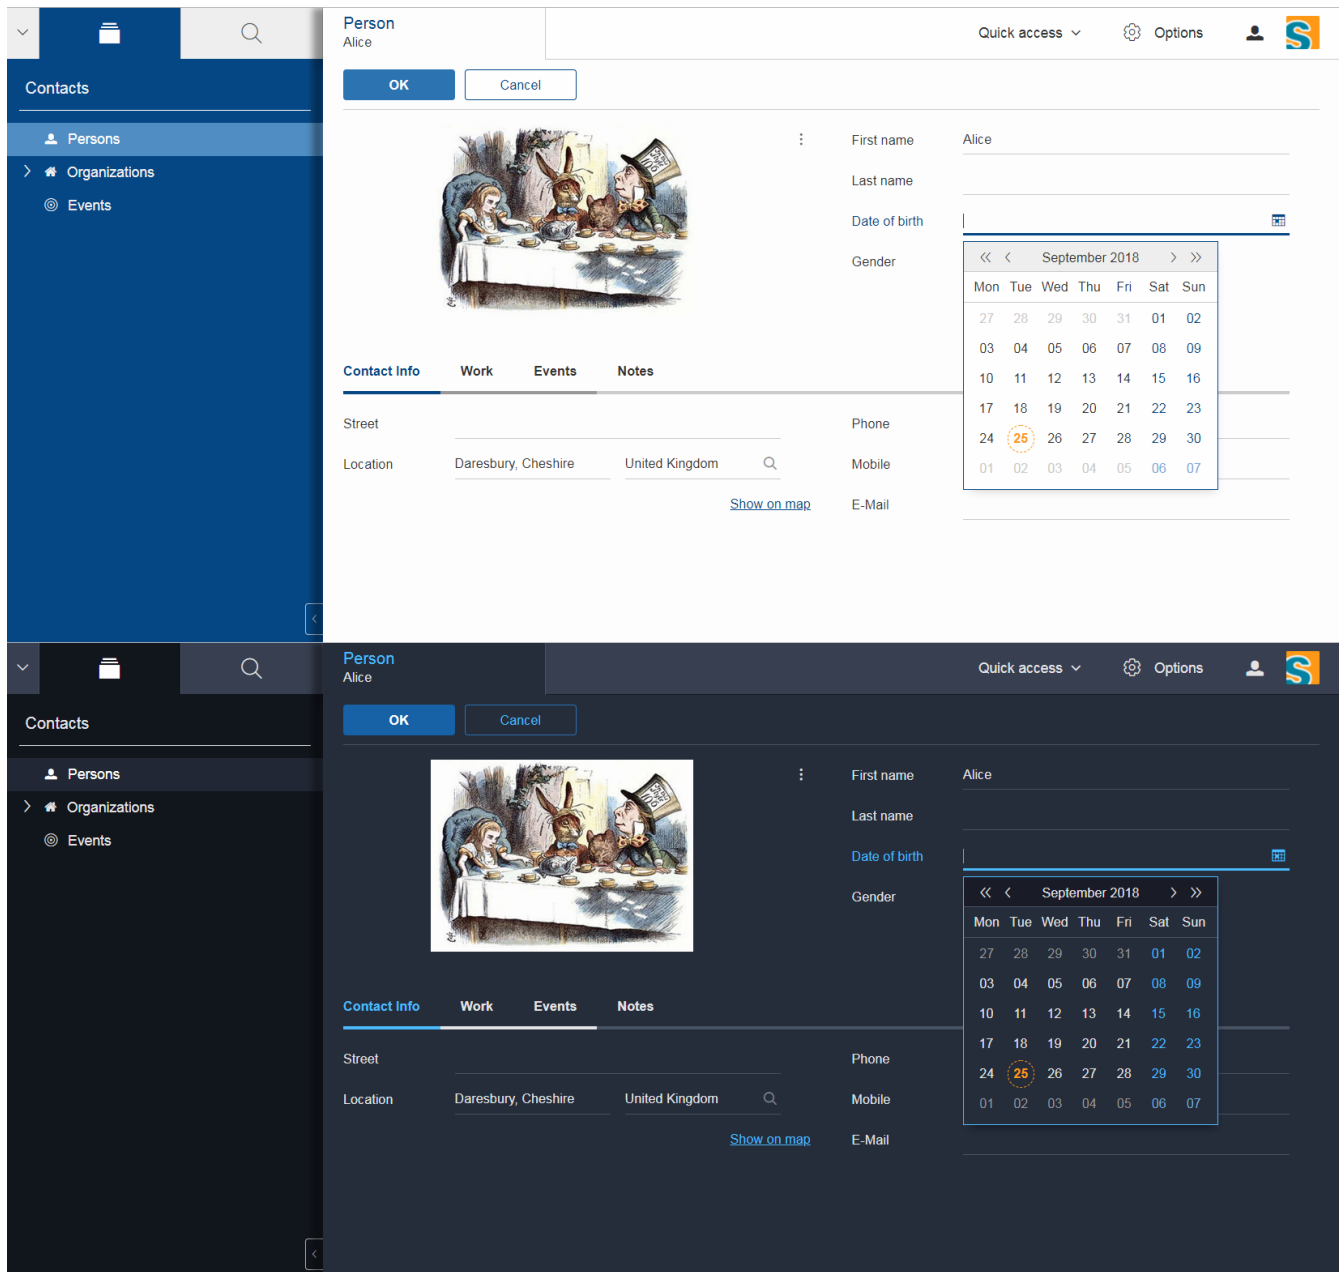 Person
Alice
Quick access
Options
S
Contacts
OK
Cancel
Persons
Organizations
Events
First name Alice
Last name
Date of birth
Gender
September 2018
Mon Tue Wed Thu Fri Sat Sun
27 28 29 30 31 01 02
03 04 05 06 07 08 09
10 11 12 13 14 15 16
17 18 19 20 21 22 23
24 25 26 27 28 29 30
01 02 03 04 05 06 07
Contact Info Work Events Notes
Street
Location Daresbury, Cheshire United Kingdom
Show on map
Phone
Mobile
E-Mail
Person
Alice
Quick access
Options
S
Contacts
OK
Cancel
Persons
Organizations
Events
First name Alice
Last name
Date of birth
Gender
September 2018
Mon Tue Wed Thu Fri Sat Sun
27 28 29 30 31 01 02
03 04 05 06 07 08 09
10 11 12 13 14 15 16
17 18 19 20 21 22 23
24 25 26 27 28 29 30
01 02 03 04 05 06 07
Contact Info Work Events Notes
Street
Location Daresbury, Cheshire United Kingdom
Show on map
Phone
Mobile
E-Mail